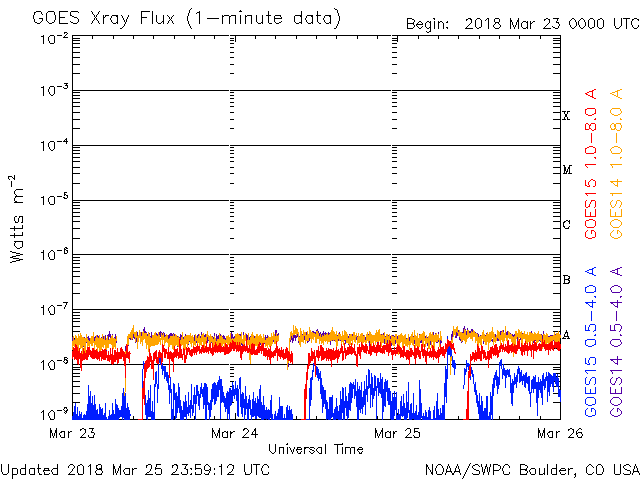 GOES Xray Flux (1-minute data)
Begin: 2018 Mar 23 0000 UTC
10⁻²
10⁻³
10⁻⁴
10⁻⁵
10⁻⁶
10⁻⁷
10⁻⁸
10⁻⁹
Watts m⁻²
X
M
C
B
A
GOES15 1.0-8.0 A
GOES14 1.0-8.0 A
GOES15 0.5-4.0 A
GOES14 0.5-4.0 A
Mar 23
Mar 24
Mar 25
Mar 26
Universal Time
Updated 2018 Mar 25 23:59:12 UTC
NOAA/SWPC Boulder, CO USA